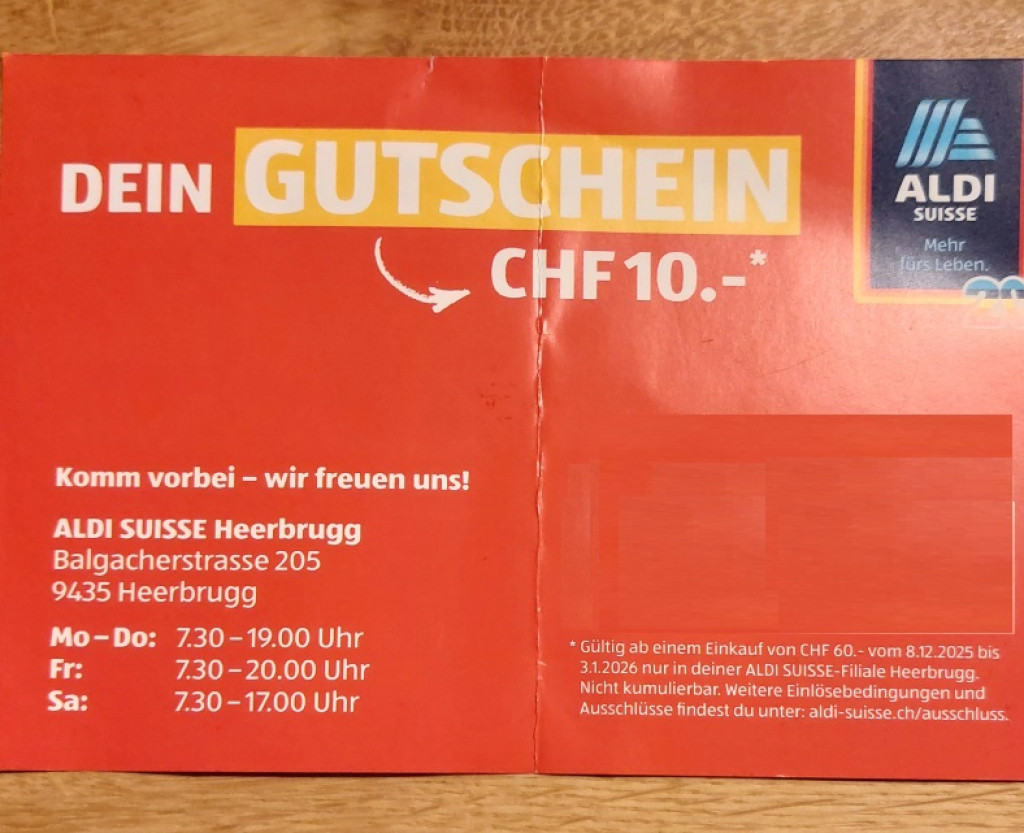 DEIN GUTSCHEIN
CHF 10.-*
ALDI
SUISSE
Mehr
fürs Leben.
Komm vorbei – wir freuen uns!
ALDI SUISSE Heerbrugg
Balgacherstrasse 205
9435 Heerbrugg
Mo – Do: 7.30 – 19.00 Uhr
Fr: 7.30 – 20.00 Uhr
Sa: 7.30 – 17.00 Uhr
* Gültig ab einem Einkauf von CHF 60.- vom 8.12.2025 bis
3.1.2026 nur in deiner ALDI SUISSE-Filiale Heerbrugg.
Nicht kumulierbar. Weitere Einlösebedingungen und
Ausschlüsse findest du unter: aldi-suisse.ch/ausschluss.